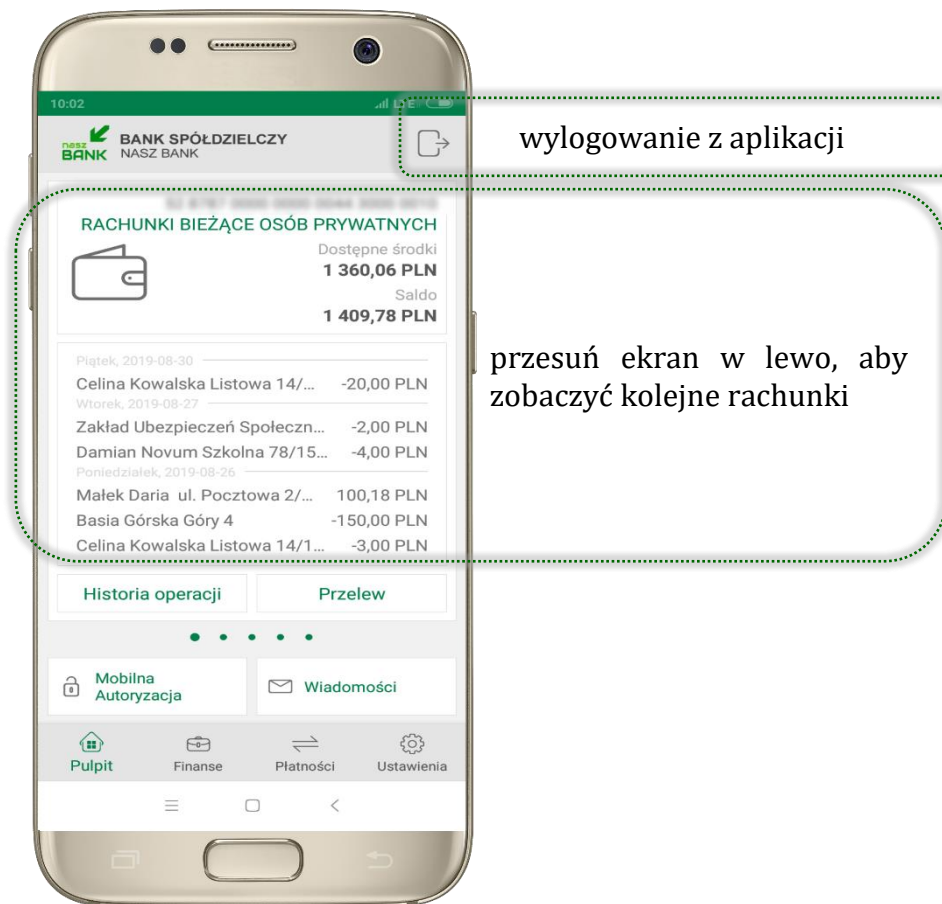 10:02
LTE
nasz
BANK
BANK SPÓŁDZIELCZY
NASZ BANK
wylogowanie z aplikacji
RACHUNKI BIEŻĄCE OSÓB PRYWATNYCH
Dostępne środki
1 360,06 PLN
Saldo
1 409,78 PLN
przesuń ekran w lewo, aby
zobaczyć kolejne rachunki
Piątek, 2019-08-30
Celina Kowalska Listowa 14/... -20,00 PLN
Wtorek, 2019-08-27
Zakład Ubezpieczeń Społeczn... -2,00 PLN
Damian Novum Szkolna 78/15... -4,00 PLN
Poniedziałek, 2019-08-26
Małek Daria ul. Pocztowa 2/... 100,18 PLN
Basia Górska Góry 4 -150,00 PLN
Celina Kowalska Listowa 14/1... -3,00 PLN
Historia operacji Przelew
Mobilna
Autoryzacja
Wiadomości
Pulpit Finanse Płatności Ustawienia